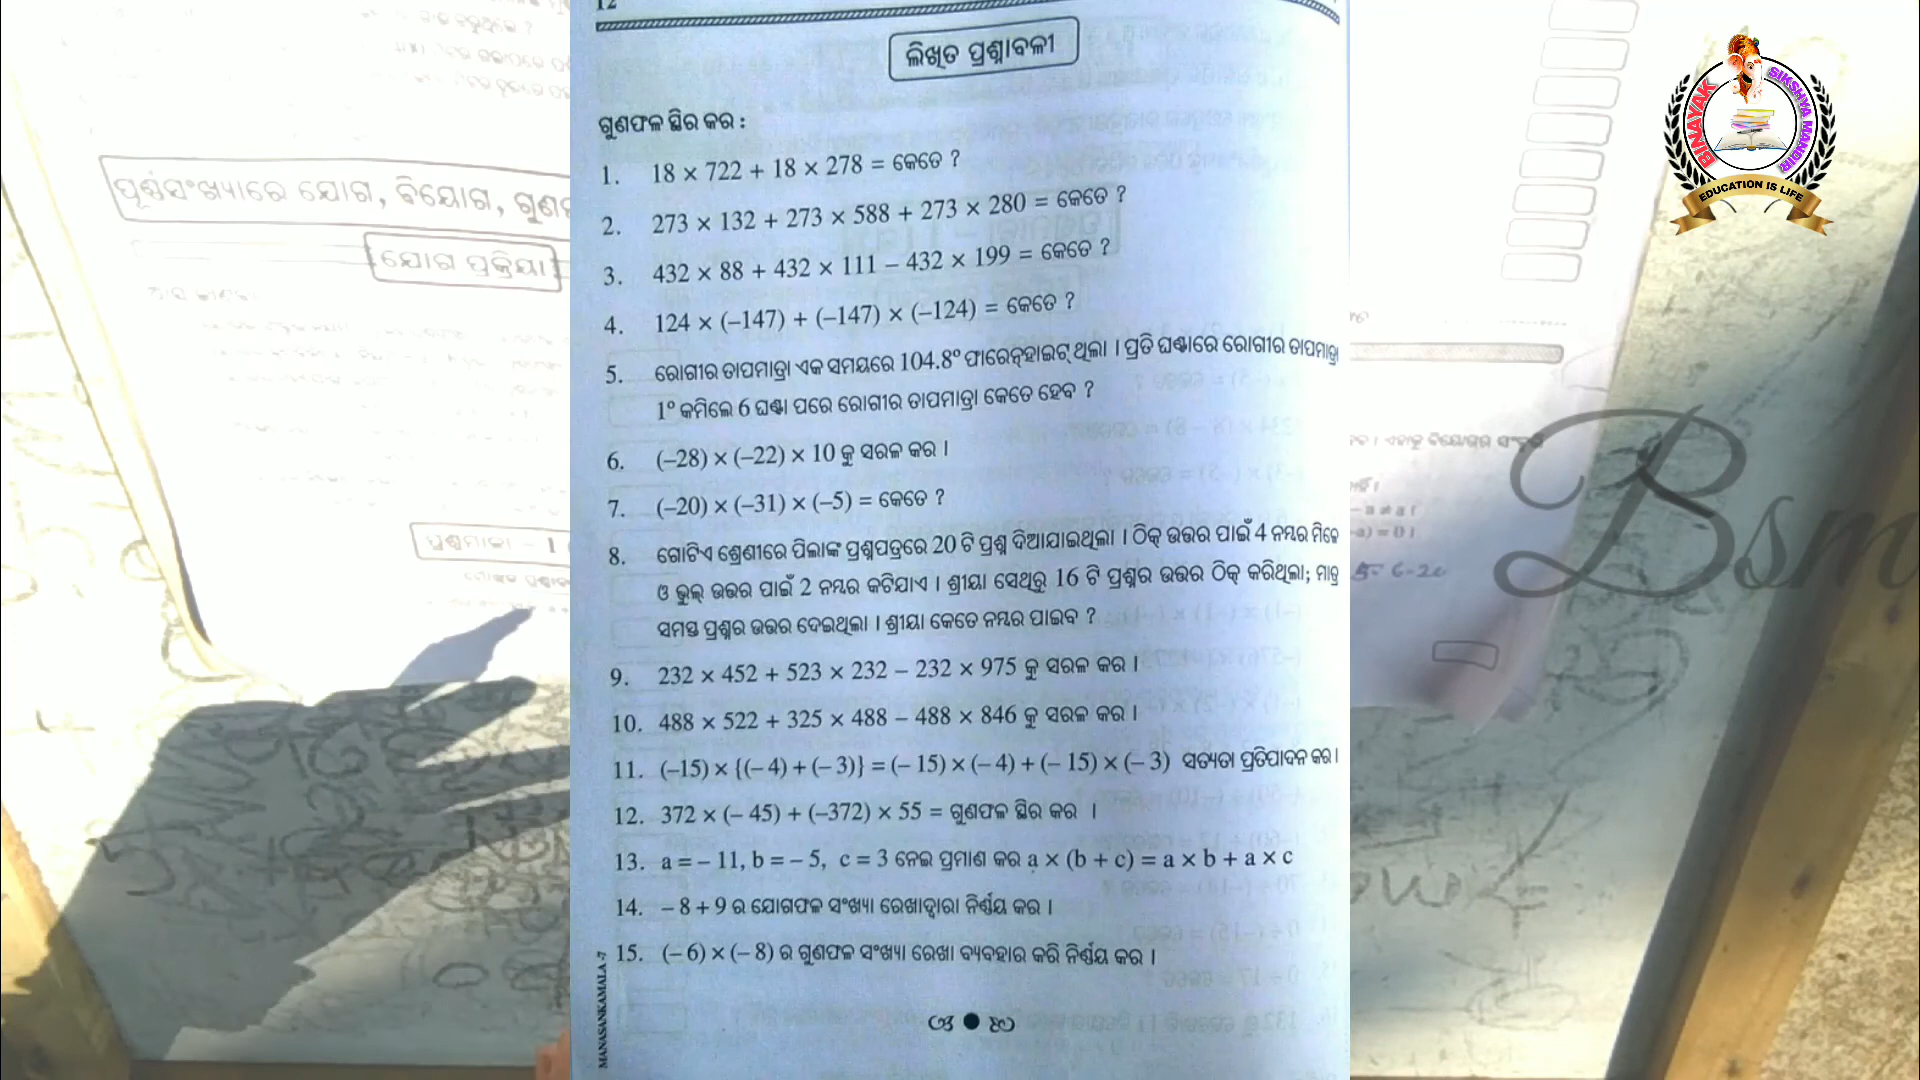 12
ଲିଖିତ ପ୍ରଶ୍ନାବଳୀ
ଗୁଣଫଳ ସ୍ଥିର କର :
1. 18 × 722 + 18 × 278 = କେତେ ?
2. 273 × 132 + 273 × 588 + 273 × 280 = କେତେ ?
3. 432 × 88 + 432 × 111 – 432 × 199 = କେତେ ?
4. 124 × (–147) + (–147) × (–124) = କେତେ ?
5. ରୋଗୀର ତାପମାତ୍ରା ଏକ ସମୟରେ 104.8° ଫାରେନ୍‌ହାଇଟ୍ ଥିଲା । ପ୍ରତି ଘଣ୍ଟାରେ ରୋଗୀର ତାପମାତ୍ରା
1° କମିଲେ 6 ଘଣ୍ଟା ପରେ ରୋଗୀର ତାପମାତ୍ରା କେତେ ହେବ ?
6. (–28) × (–22) × 10 କୁ ସରଳ କର ।
7. (–20) × (–31) × (–5) = କେତେ ?
8. ଗୋଟିଏ ଶ୍ରେଣୀରେ ପିଲାଙ୍କ ପ୍ରଶ୍ନପତ୍ରରେ 20 ଟି ପ୍ରଶ୍ନ ଦିଆଯାଇଥିଲା । ଠିକ୍ ଉତ୍ତର ପାଇଁ 4 ନମ୍ବର ମିଳେ
ଓ ଭୁଲ୍ ଉତ୍ତର ପାଇଁ 2 ନମ୍ବର କଟିଯାଏ । ଶ୍ରୀୟା ସେଥିରୁ 16 ଟି ପ୍ରଶ୍ନର ଉତ୍ତର ଠିକ୍ କରିଥିଲା; ମାତ୍ର
ସମସ୍ତ ପ୍ରଶ୍ନର ଉତ୍ତର ଦେଇଥିଲା । ଶ୍ରୀୟା କେତେ ନମ୍ବର ପାଇବ ?
9. 232 × 452 + 523 × 232 – 232 × 975 କୁ ସରଳ କର ।
10. 488 × 522 + 325 × 488 – 488 × 846 କୁ ସରଳ କର ।
11. (–15) × {(– 4) + (– 3)} = (– 15) × (– 4) + (– 15) × (– 3) ସତ୍ୟତା ପ୍ରତିପାଦନ କର ।
12. 372 × (– 45) + (–372) × 55 = ଗୁଣଫଳ ସ୍ଥିର କର ।
13. a = – 11, b = – 5, c = 3 ନେଇ ପ୍ରମାଣ କର a × (b + c) = a × b + a × c
14. – 8 + 9 ର ଯୋଗଫଳ ସଂଖ୍ୟା ରେଖାଦ୍ୱାରା ନିର୍ଣ୍ଣୟ କର ।
15. (– 6) × (– 8) ର ଗୁଣଫଳ ସଂଖ୍ୟା ରେଖା ବ୍ୟବହାର କରି ନିର୍ଣ୍ଣୟ କର ।
MANASANKAMALA -7
ପୂର୍ଣ୍ଣସଂଖ୍ୟାରେ ଯୋଗ, ବିୟୋଗ,
ଯୋଗ ପ୍ରକ୍ରିୟା
ପ୍ରଶ୍ନମାଳା – 1
BINAYAK SIKSHYA MANDIR
EDUCATION IS LIFE
Bsm